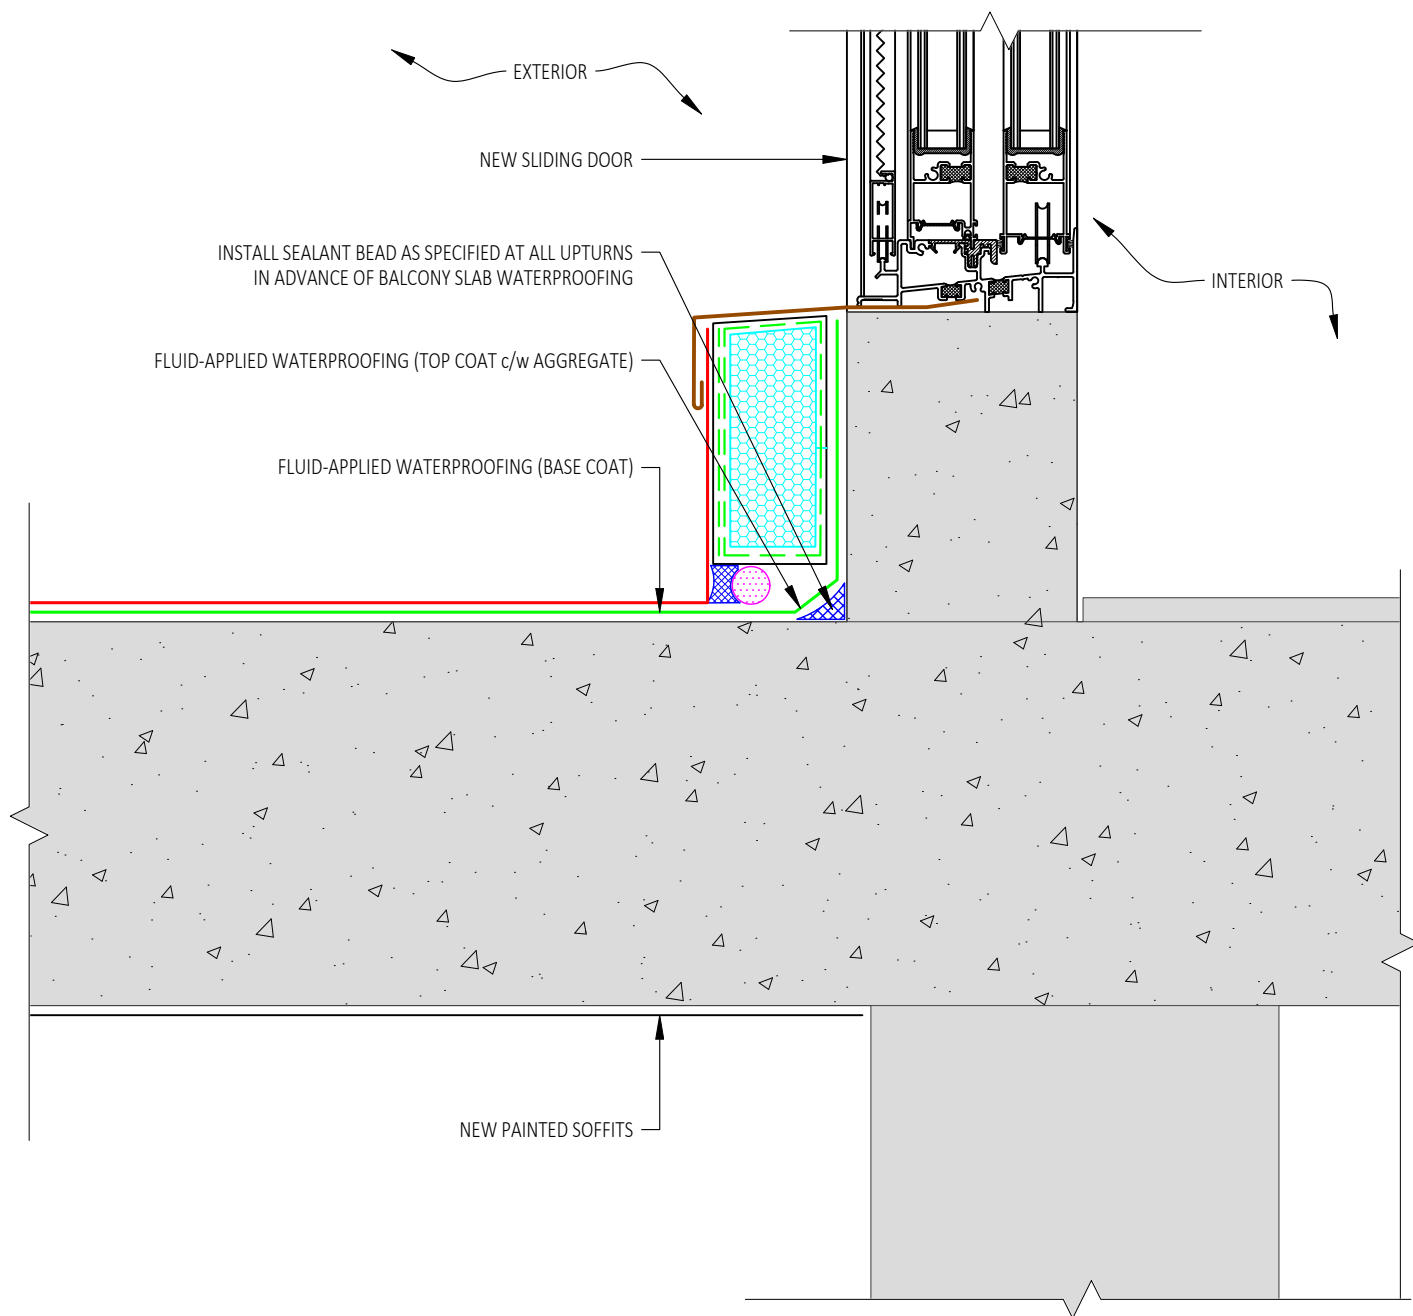 EXTERIOR
NEW SLIDING DOOR
INSTALL SEALANT BEAD AS SPECIFIED AT ALL UPTURNS
IN ADVANCE OF BALCONY SLAB WATERPROOFING
INTERIOR
FLUID-APPLIED WATERPROOFING (TOP COAT c/w AGGREGATE)
FLUID-APPLIED WATERPROOFING (BASE COAT)
NEW PAINTED SOFFITS